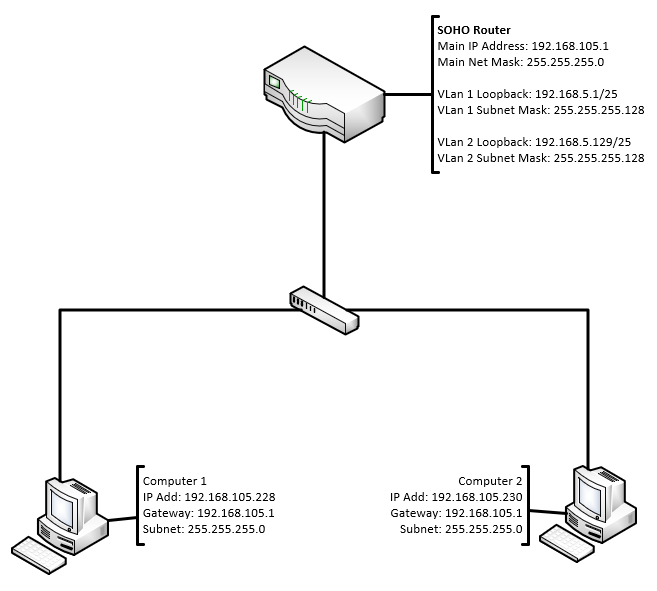 SOHO Router
Main IP Address: 192.168.105.1
Main Net Mask: 255.255.255.0
VLan 1 Loopback: 192.168.5.1/25
VLan 1 Subnet Mask: 255.255.255.128
VLan 2 Loopback: 192.168.5.129/25
VLan 2 Subnet Mask: 255.255.255.128
Computer 1
IP Add: 192.168.105.228
Gateway: 192.168.105.1
Subnet: 255.255.255.0
Computer 2
IP Add: 192.168.105.230
Gateway: 192.168.105.1
Subnet: 255.255.255.0